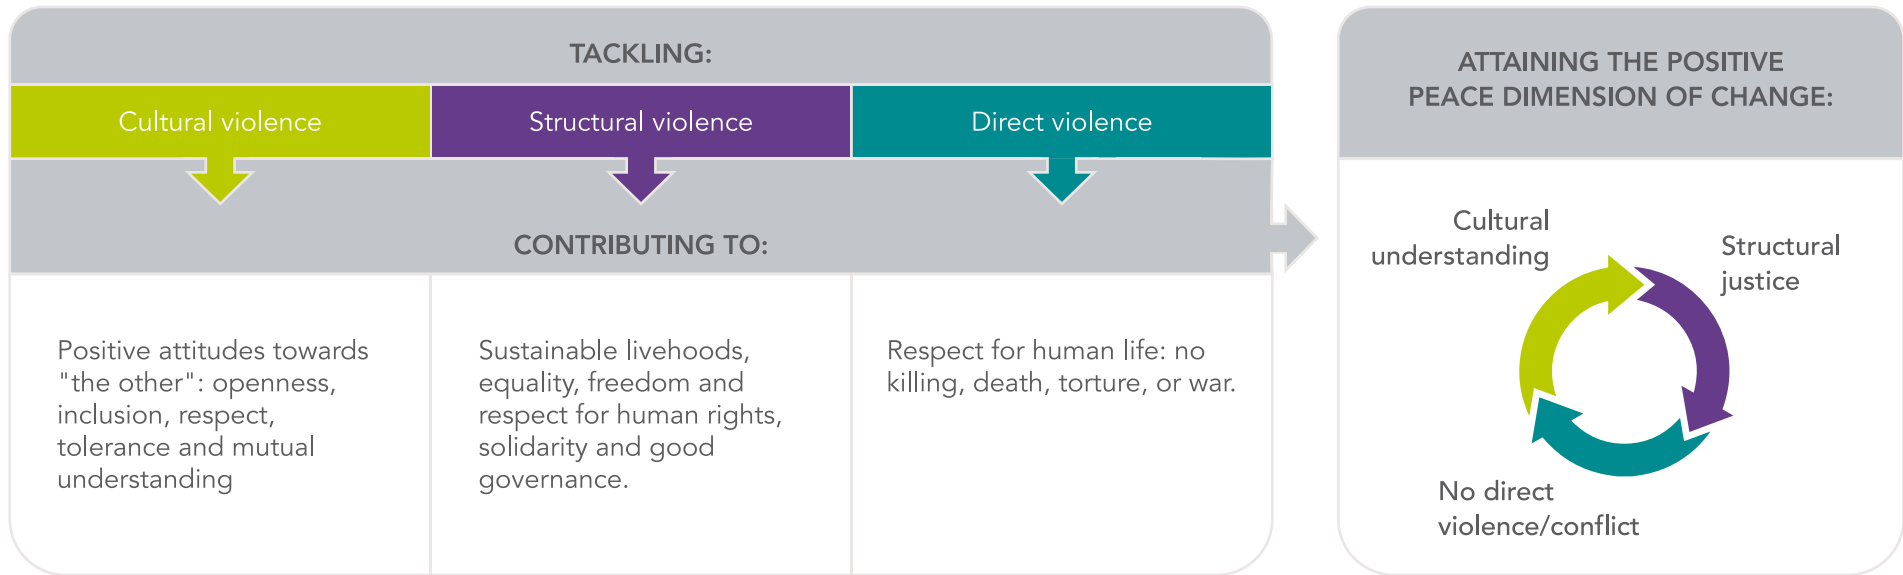 TACKLING:
Cultural violence
Structural violence
Direct violence
CONTRIBUTING TO:
Positive attitudes towards
"the other": openness,
inclusion, respect,
tolerance and mutual
understanding
Sustainable livehoods,
equality, freedom and
respect for human rights,
solidarity and good
governance.
Respect for human life: no
killing, death, torture, or war.
ATTAINING THE POSITIVE
PEACE DIMENSION OF CHANGE:
Cultural
understanding
Structural
justice
No direct
violence/conflict